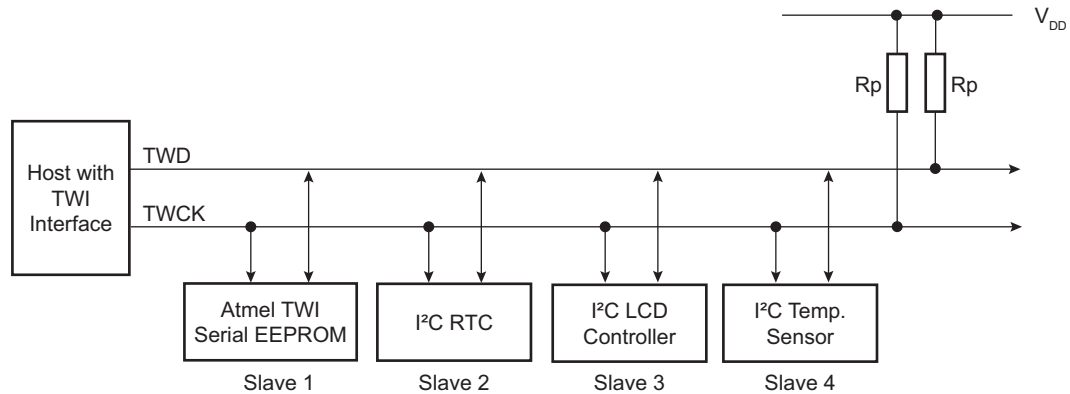 V_DD
Rp
Rp
Host with
TWI
Interface
TWD
TWCK
Atmel TWI
Serial EEPROM
I²C RTC
I²C LCD
Controller
I²C Temp.
Sensor
Slave 1
Slave 2
Slave 3
Slave 4